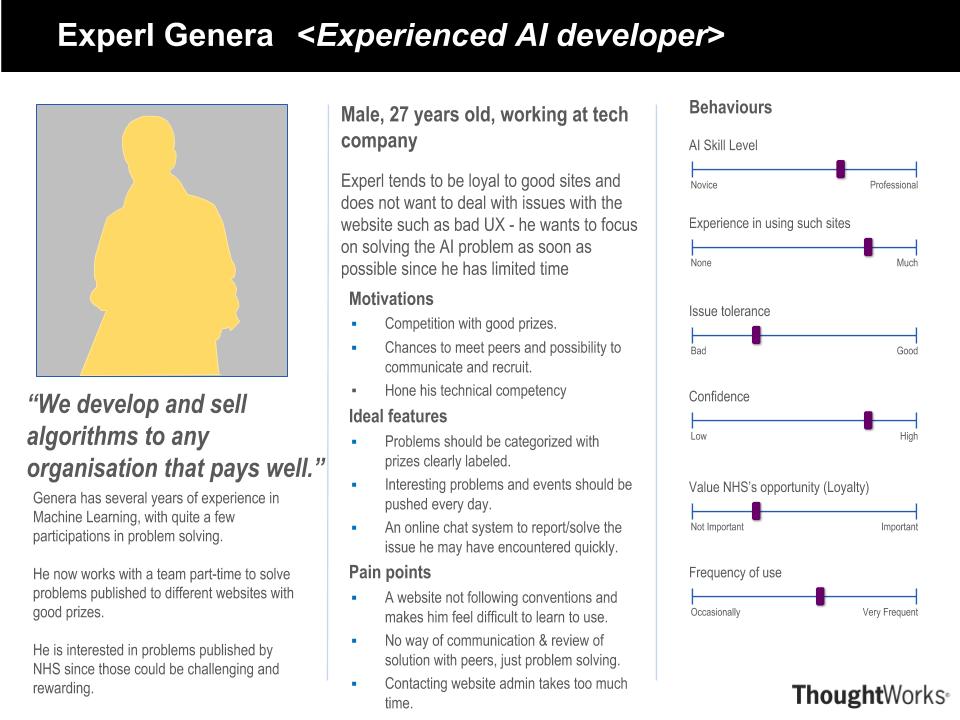 Experl Genera <Experienced AI developer>
“We develop and sell
algorithms to any
organisation that pays well.”
Genera has several years of experience in
Machine Learning, with quite a few
participations in problem solving.
He now works with a team part-time to solve
problems published to different websites with
good prizes.
He is interested in problems published by
NHS since those could be challenging and
rewarding.
Male, 27 years old, working at tech
company
Experl tends to be loyal to good sites and
does not want to deal with issues with the
website such as bad UX - he wants to focus
on solving the AI problem as soon as
possible since he has limited time
Motivations
▪ Competition with good prizes.
▪ Chances to meet peers and possibility to
communicate and recruit.
▪ Hone his technical competency
Ideal features
▪ Problems should be categorized with
prizes clearly labeled.
▪ Interesting problems and events should be
pushed every day.
▪ An online chat system to report/solve the
issue he may have encountered quickly.
Pain points
▪ A website not following conventions and
makes him feel difficult to learn to use.
▪ No way of communication & review of
solution with peers, just problem solving.
▪ Contacting website admin takes too much
time.
Behaviours
AI Skill Level
Novice Professional
Experience in using such sites
None Much
Issue tolerance
Bad Good
Confidence
Low High
Value NHS’s opportunity (Loyalty)
Not Important Important
Frequency of use
Occasionally Very Frequent
ThoughtWorks®